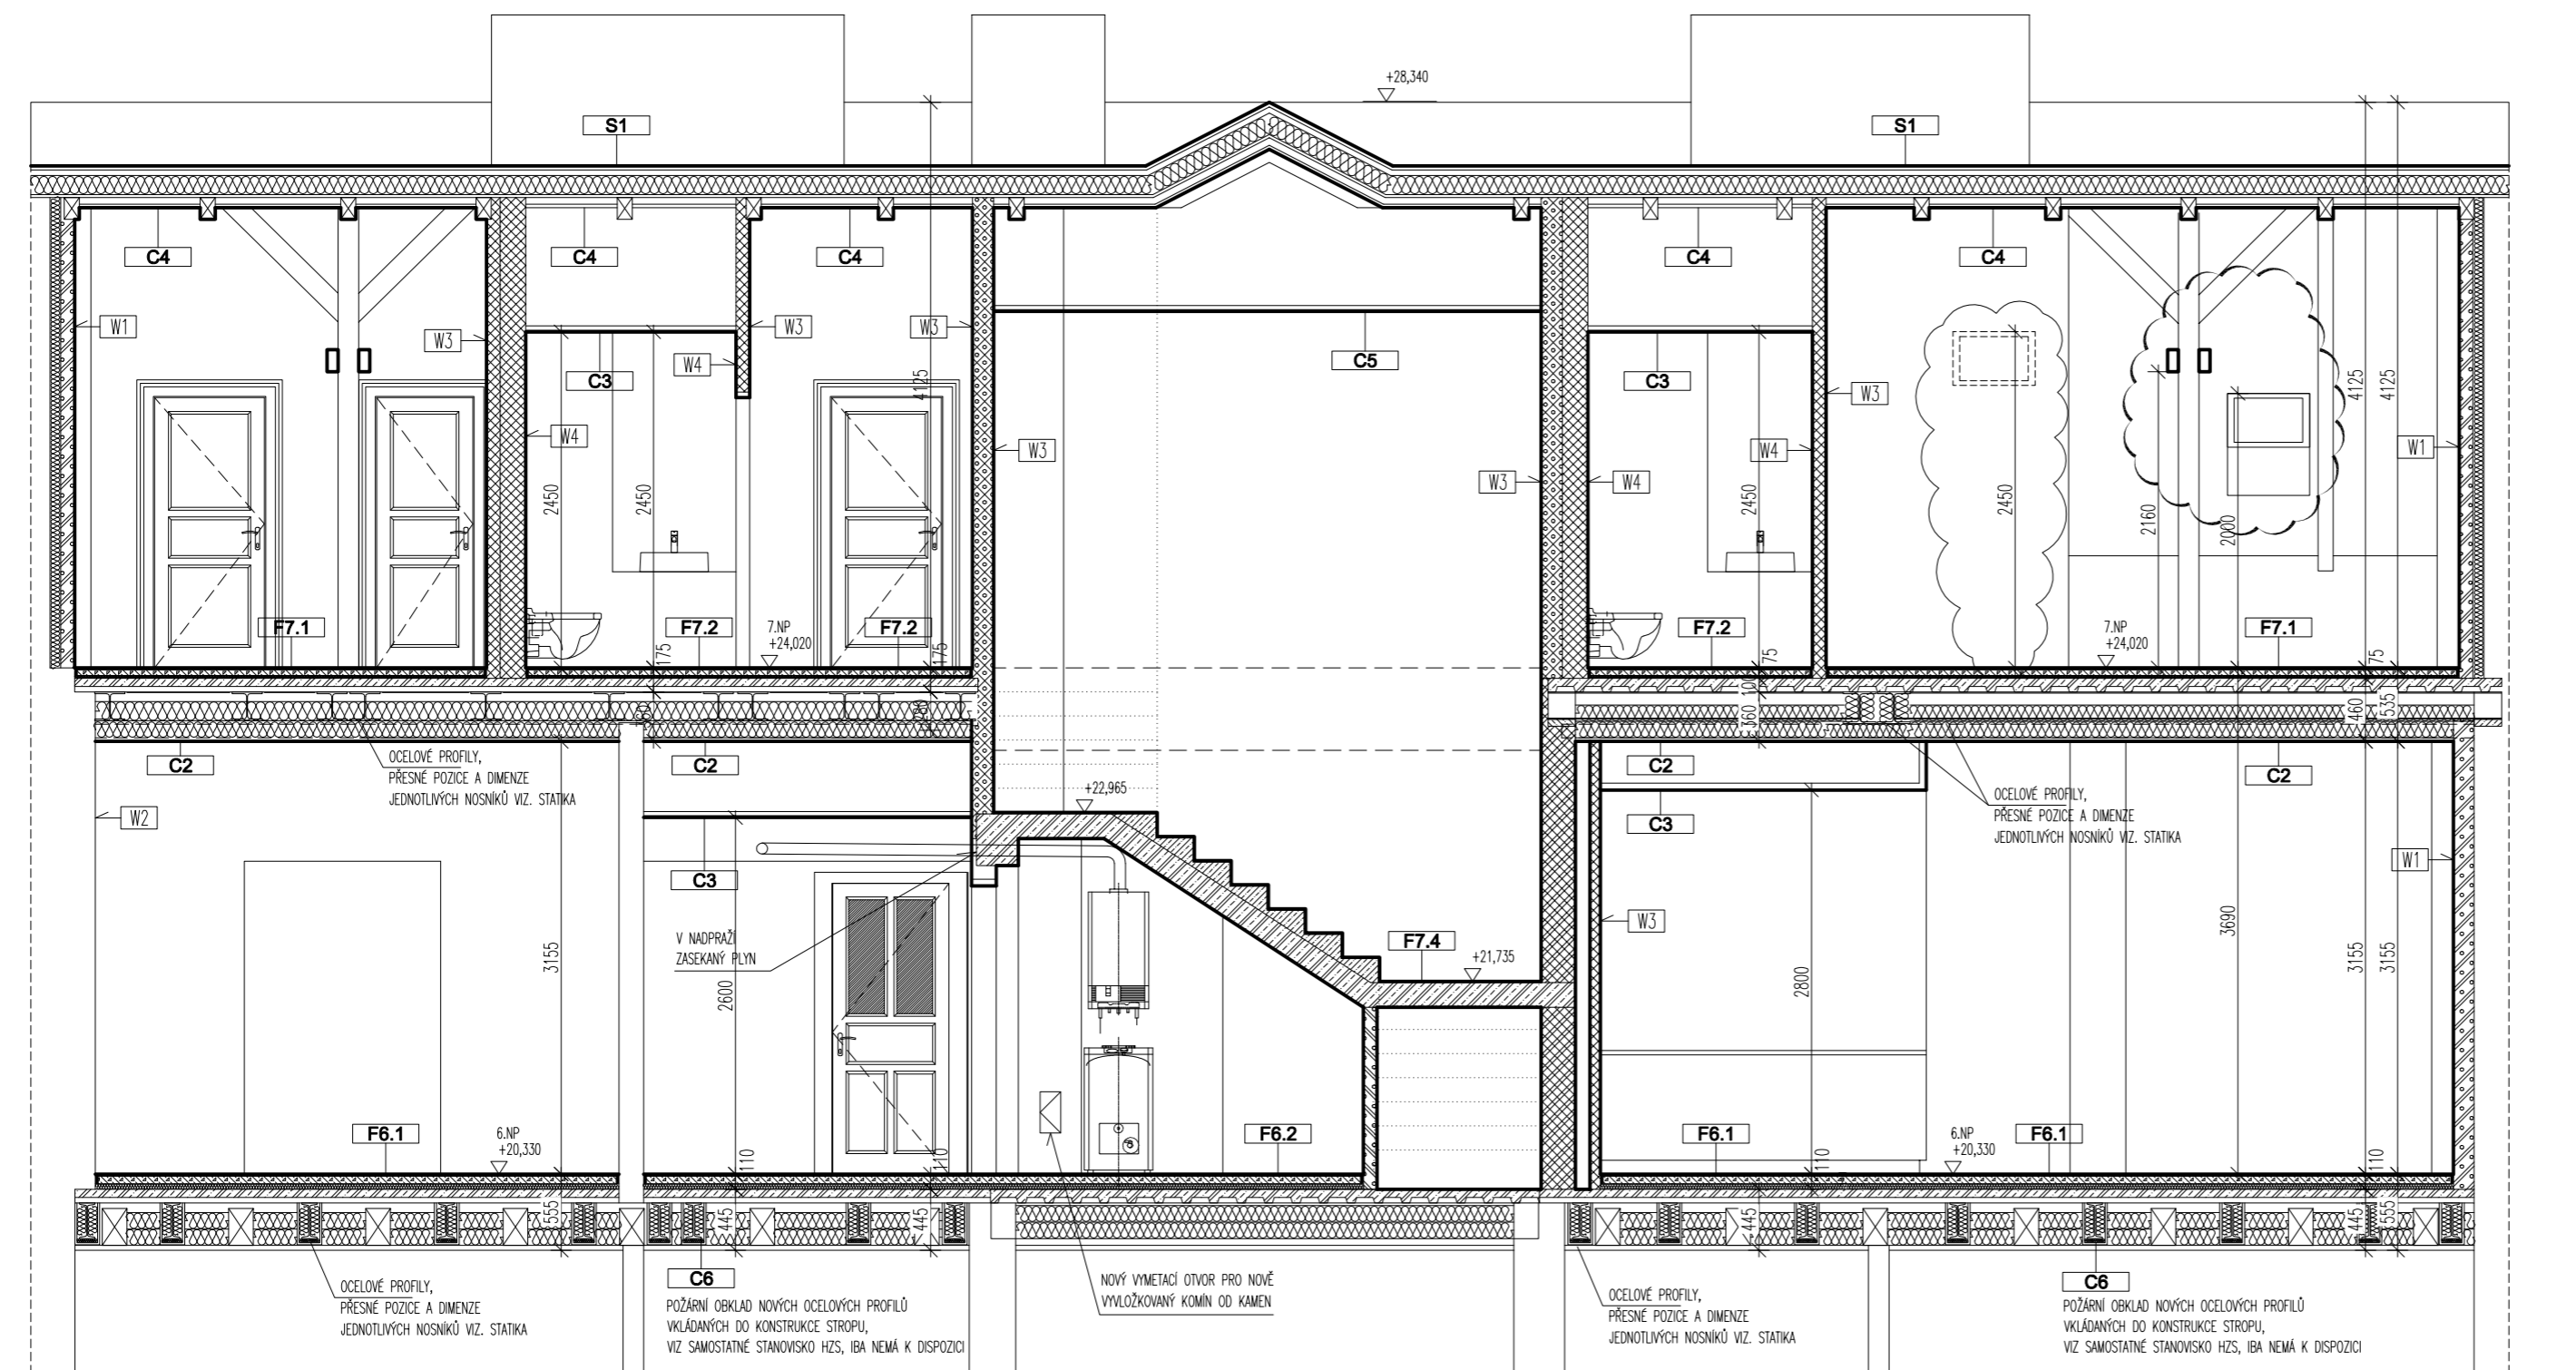 +28,340
S1
S1
C4
C4
C4
C4
C4
W1
W3
W3
W3
C5
W4
C3
C3
W3
4125
4125
4125
W4
W3
W4
W1
W3
W4
2450
2450
2450
2450
2160
2000
F7.1
F7.2
7.NP
+24,020
F7.2
F7.2
7.NP
+24,020
F7.1
175
175
75
75
100
360
280
360
460
535
C2
C2
C2
C2
OCELOVÉ PROFILY,
PŘESNÉ POZICE A DIMENZE
JEDNOTLIVÝCH NOSNÍKŮ VIZ. STATIKA
+22,965
OCELOVÉ PROFILY,
PŘESNÉ POZICE A DIMENZE
JEDNOTLIVÝCH NOSNÍKŮ VIZ. STATIKA
W2
C3
C3
W1
W3
V NADPRAŽÍ
ZASEKANÝ PLYN
F7.4
+21,735
3155
2600
2800
3690
3155
3155
F6.1
6.NP
+20,330
F6.2
F6.1
6.NP
+20,330
F6.1
110
110
110
110
555
445
445
445
445
555
C6
C6
OCELOVÉ PROFILY,
PŘESNÉ POZICE A DIMENZE
JEDNOTLIVÝCH NOSNÍKŮ VIZ. STATIKA
POŽÁRNÍ OBKLAD NOVÝCH OCELOVÝCH PROFILŮ
VKLÁDANÝCH DO KONSTRUKCE STROPU,
VIZ SAMOSTATNÉ STANOVISKO HZS, IBA NEMÁ K DISPOZICI
NOVÝ VYMETACÍ OTVOR PRO NOVĚ
VYVLOŽKOVANÝ KOMÍN OD KAMEN
OCELOVÉ PROFILY,
PŘESNÉ POZICE A DIMENZE
JEDNOTLIVÝCH NOSNÍKŮ VIZ. STATIKA
POŽÁRNÍ OBKLAD NOVÝCH OCELOVÝCH PROFILŮ
VKLÁDANÝCH DO KONSTRUKCE STROPU,
VIZ SAMOSTATNÉ STANOVISKO HZS, IBA NEMÁ K DISPOZICI